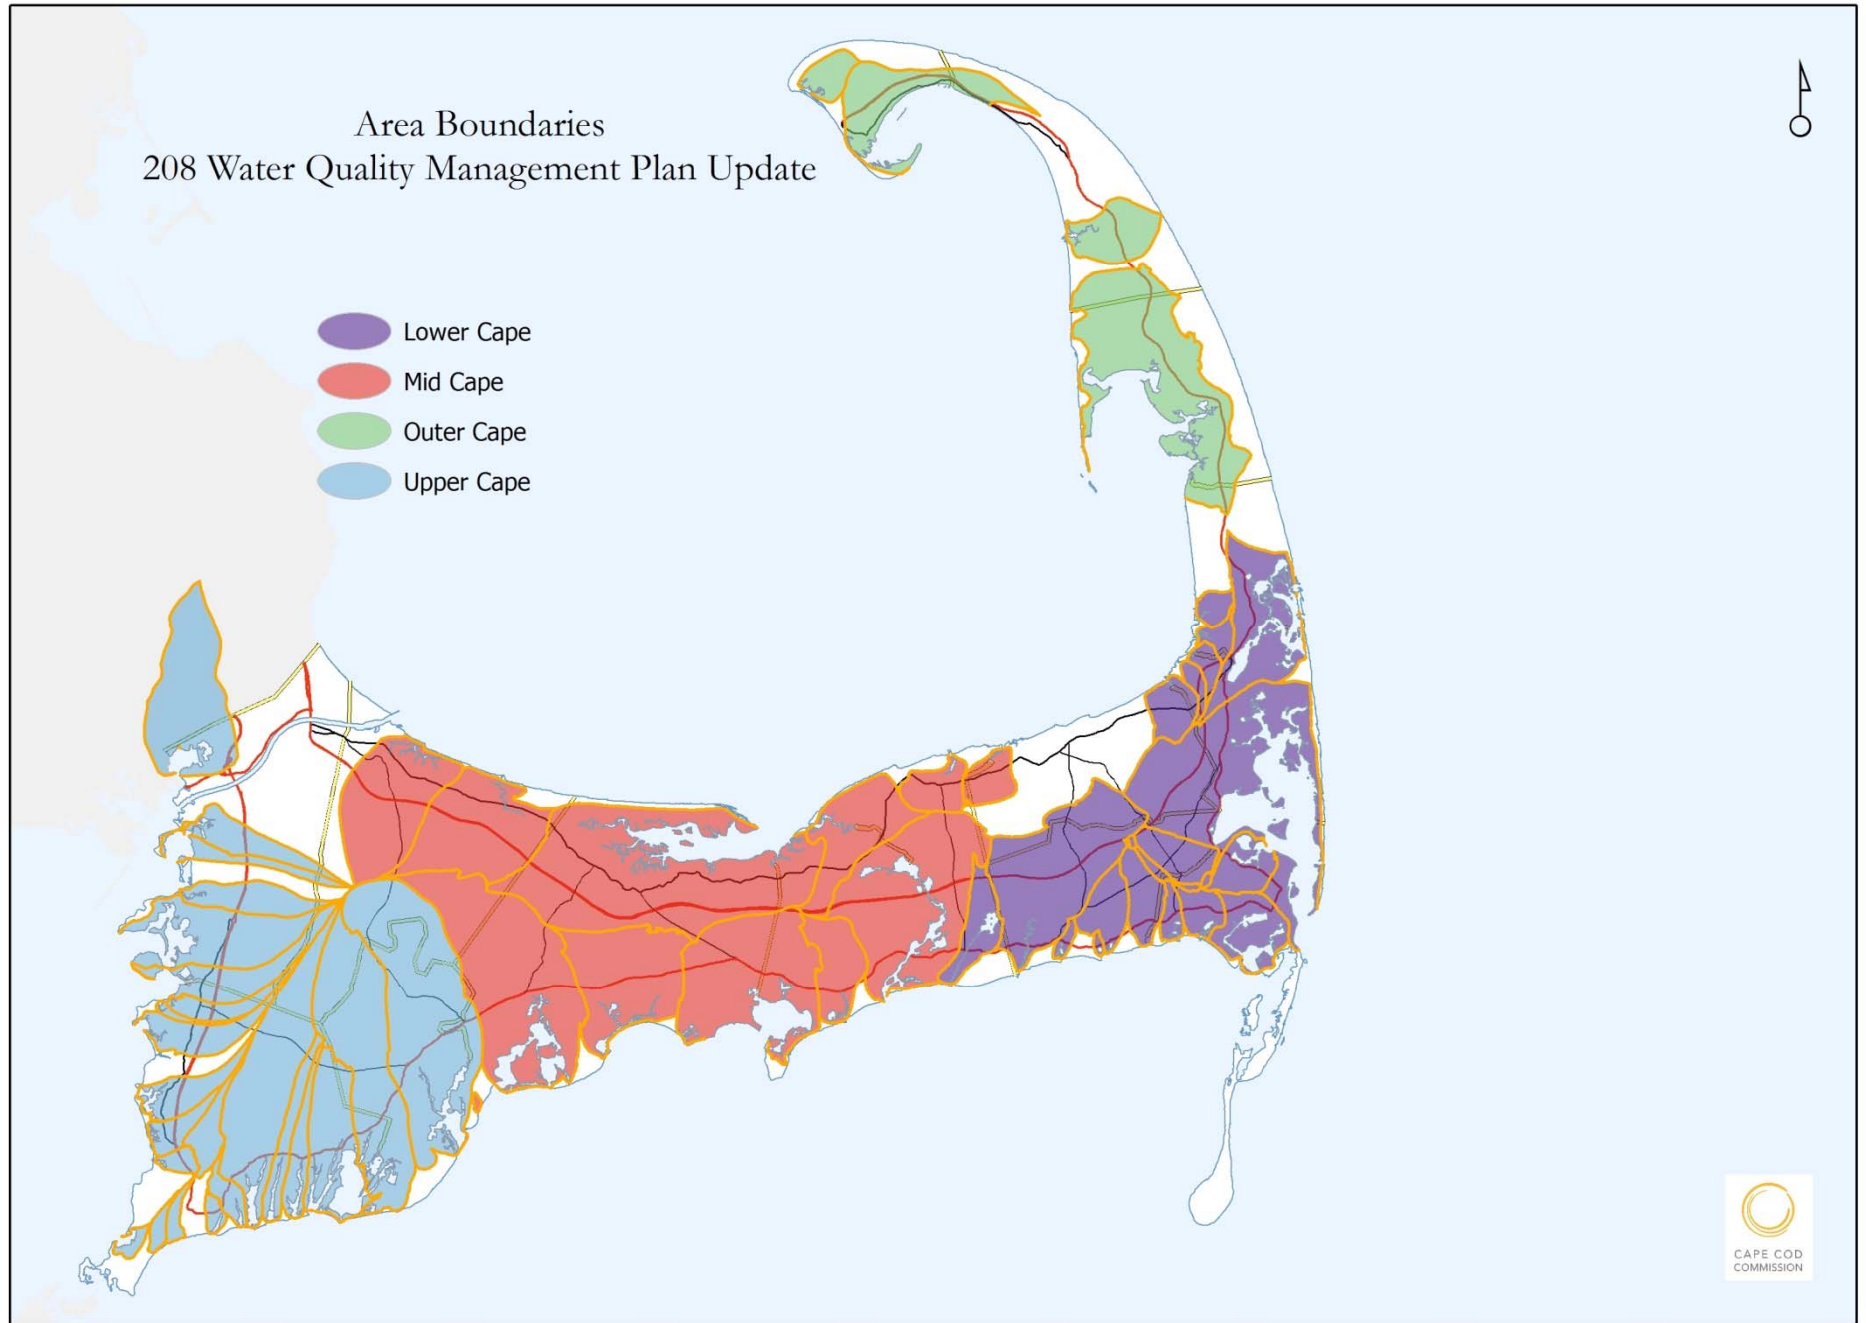 Area Boundaries
208 Water Quality Management Plan Update
Lower Cape
Mid Cape
Outer Cape
Upper Cape
CAPE COD
COMMISSION